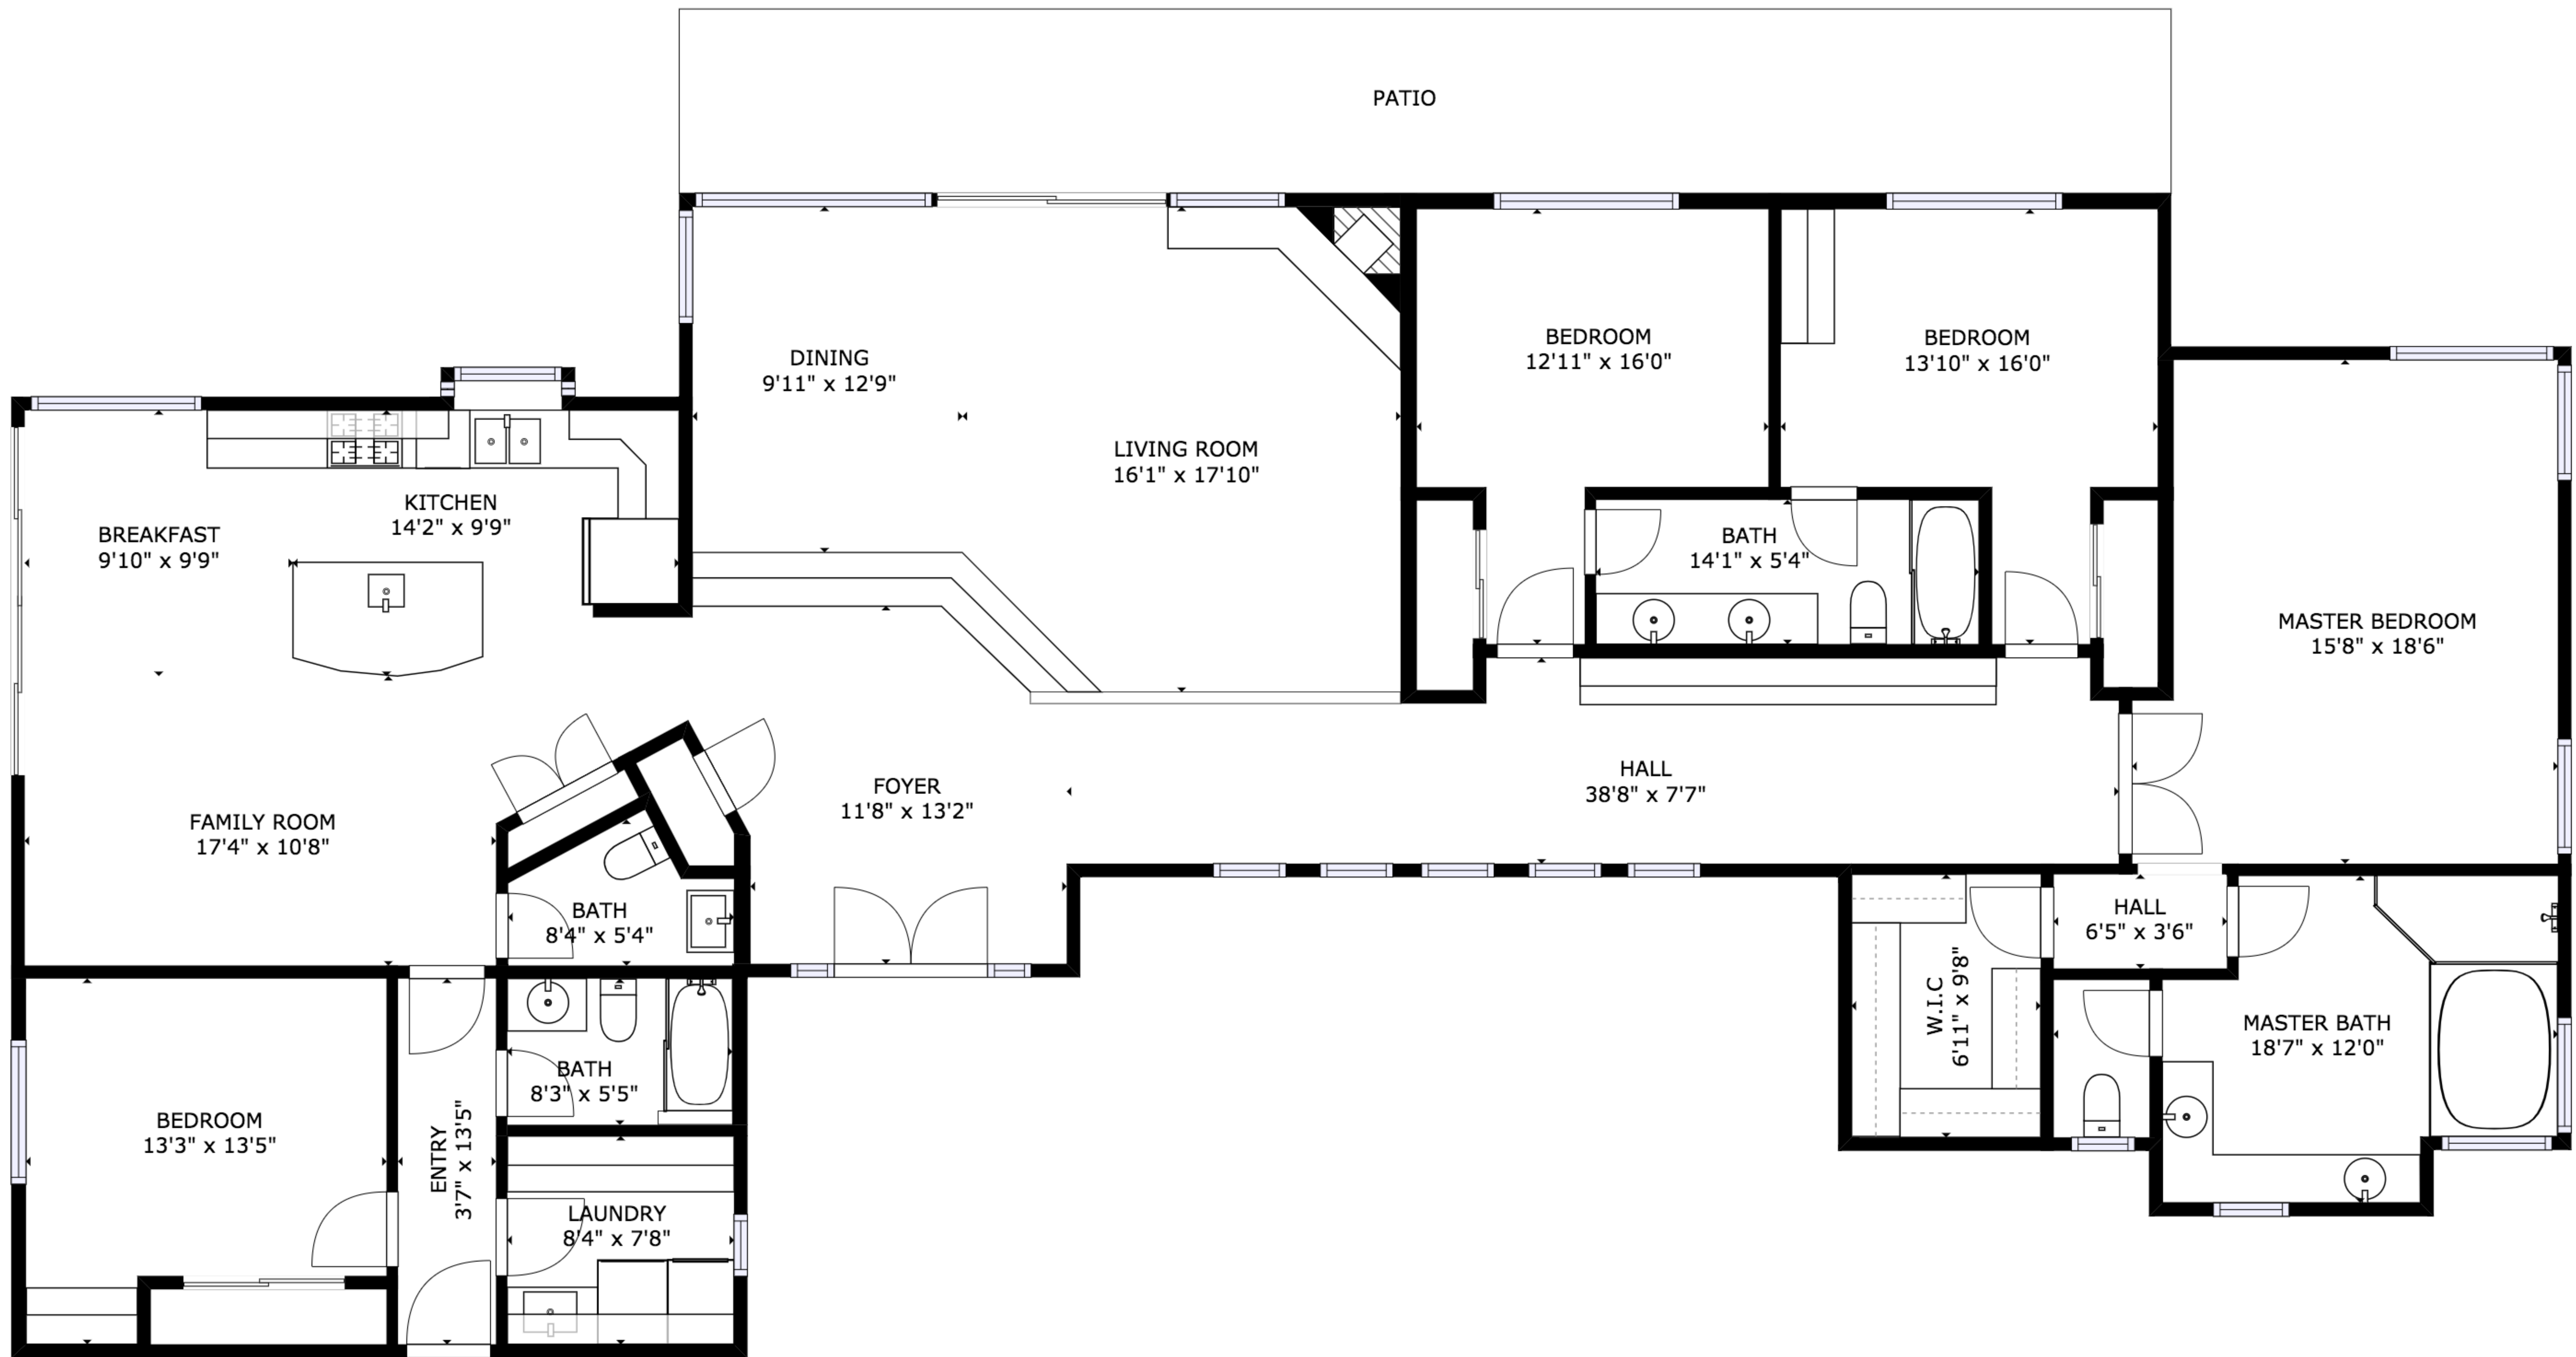 PATIO
DINING
9'11" x 12'9"
LIVING ROOM
16'1" x 17'10"
BEDROOM
12'11" x 16'0"
BEDROOM
13'10" x 16'0"
KITCHEN
14'2" x 9'9"
BREAKFAST
9'10" x 9'9"
BATH
14'1" x 5'4"
MASTER BEDROOM
15'8" x 18'6"
FAMILY ROOM
17'4" x 10'8"
FOYER
11'8" x 13'2"
HALL
38'8" x 7'7"
BATH
8'4" x 5'4"
HALL
6'5" x 3'6"
W.I.C
6'11" x 9'8"
MASTER BATH
18'7" x 12'0"
BEDROOM
13'3" x 13'5"
ENTRY
3'7" x 13'5"
BATH
8'3" x 5'5"
LAUNDRY
8'4" x 7'8"